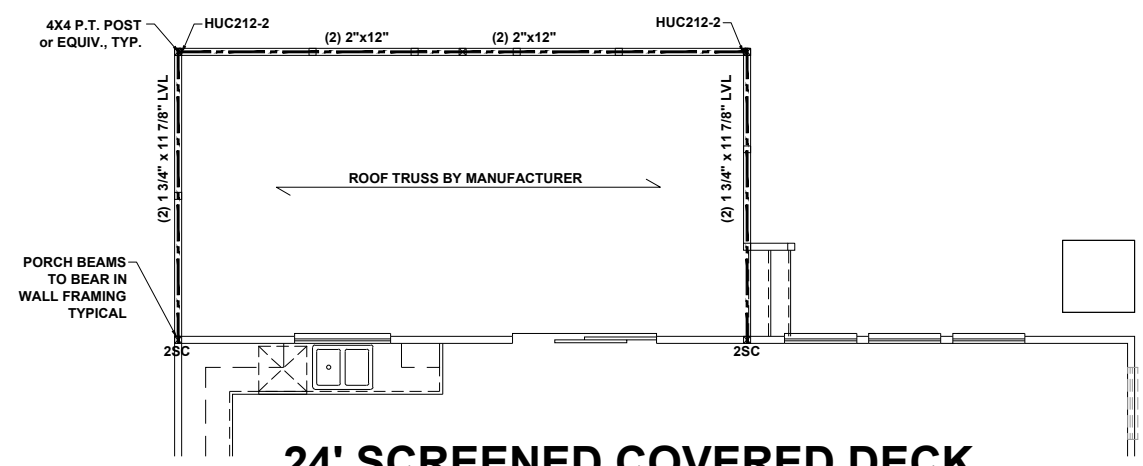 4X4 P.T. POST
or EQUIV., TYP.
HUC212-2
(2) 2"x12"
(2) 2"x12"
HUC212-2
(2) 1 3/4" x 11 7/8" LVL
(2) 1 3/4" x 11 7/8" LVL
ROOF TRUSS BY MANUFACTURER
PORCH BEAMS
TO BEAR IN
WALL FRAMING
TYPICAL
2SC
2SC
24' SCREENED COVERED DECK